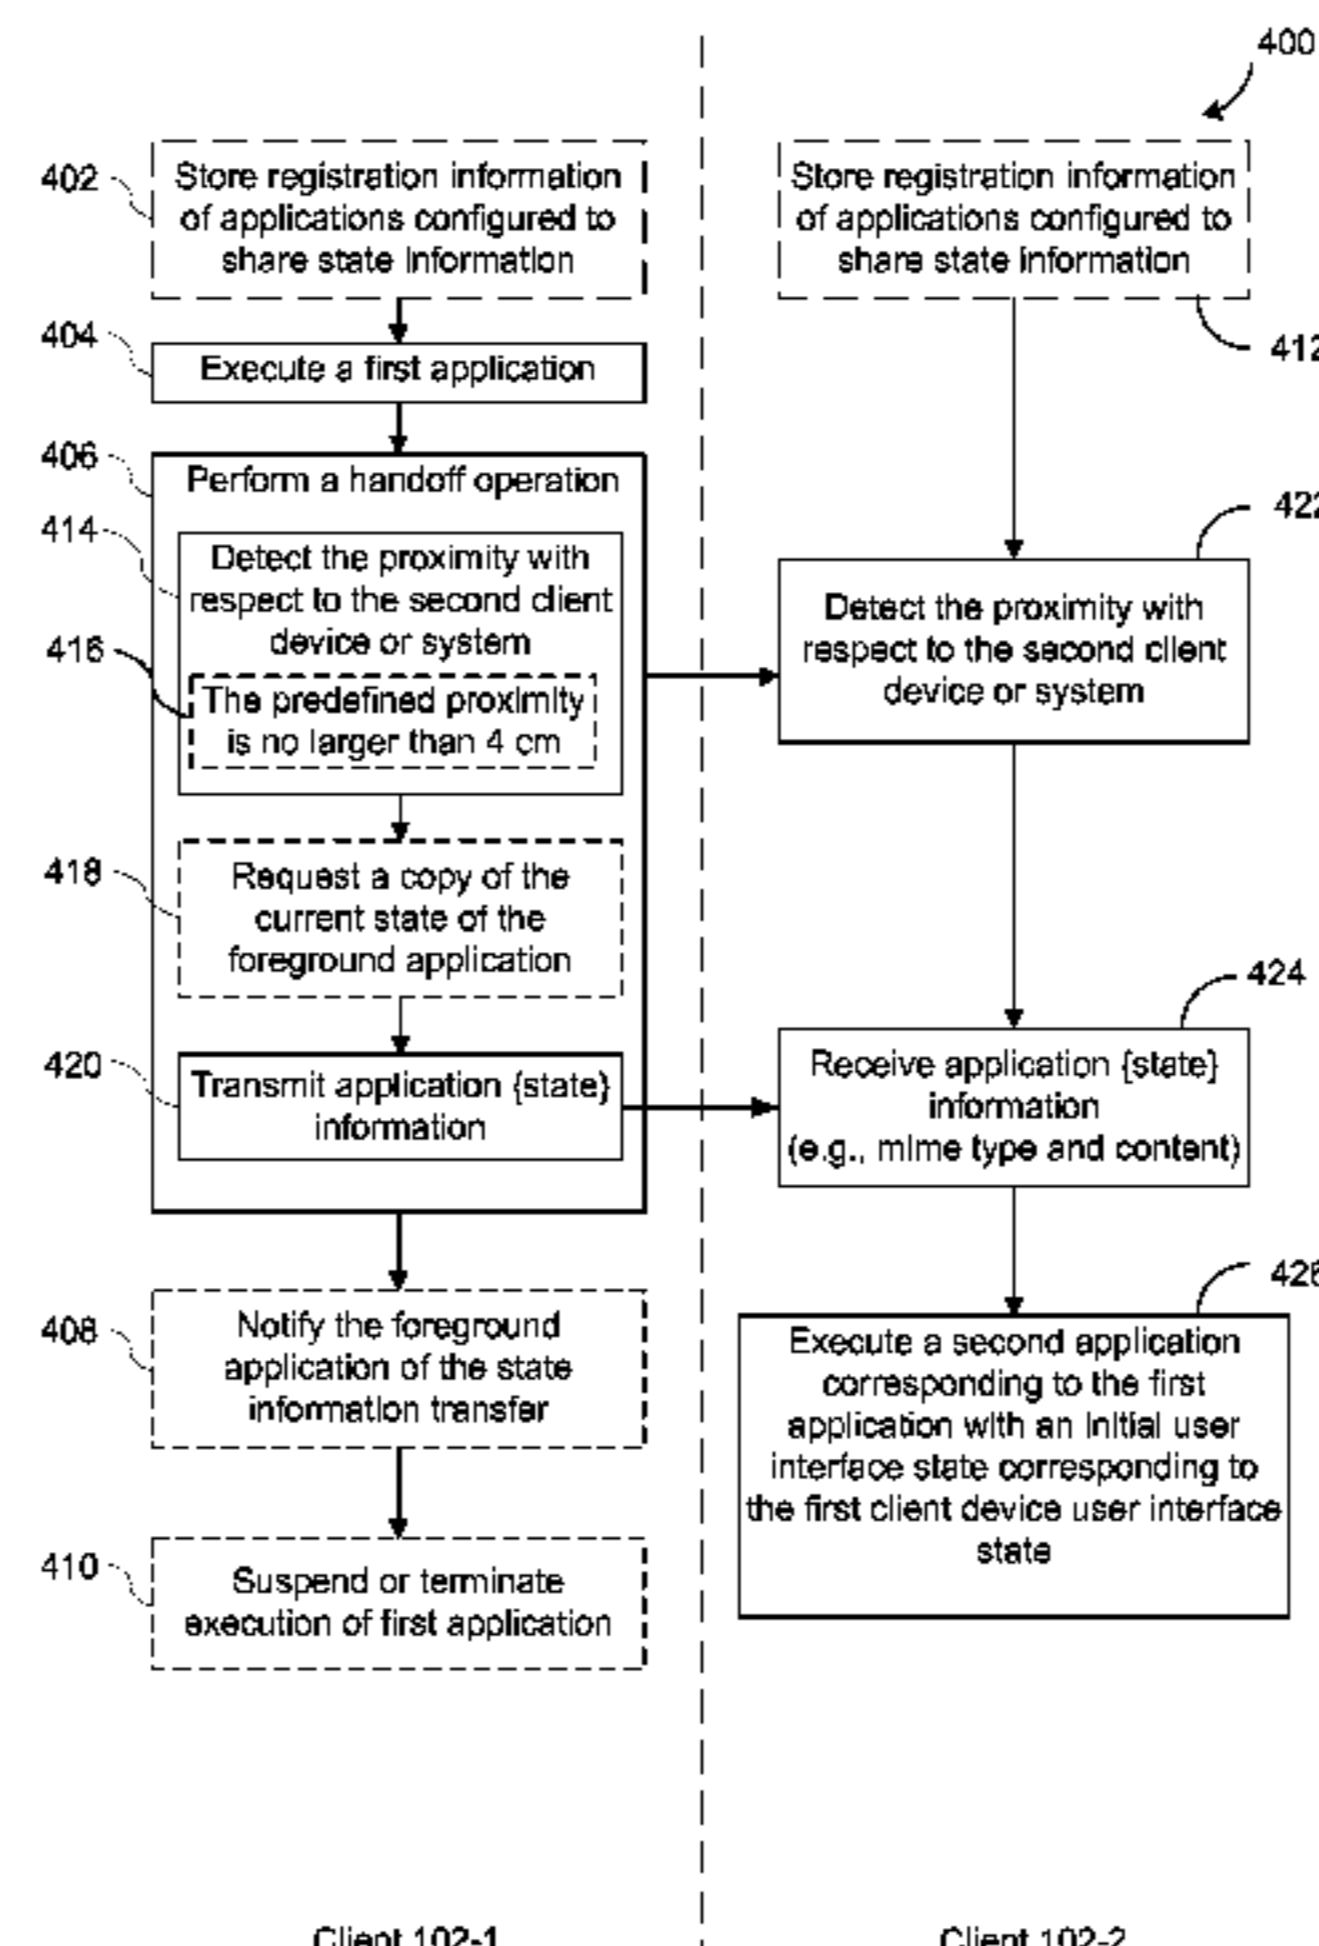 400
402
Store registration information
of applications configured to
share state information
404
Execute a first application
406
Perform a handoff operation
414
Detect the proximity with
respect to the second client
device or system
416
The predefined proximity
is no larger than 4 cm
418
Request a copy of the
current state of the
foreground application
420
Transmit application {state}
information
408
Notify the foreground
application of the state
information transfer
410
Suspend or terminate
execution of first application
Client 102-1
Store registration information
of applications configured to
share state information
412
422
Detect the proximity with
respect to the second client
device or system
424
Receive application {state}
information
(e.g., mime type and content)
426
Execute a second application
corresponding to the first
application with an initial user
interface state corresponding to
the first client device user interface
state
Client 102-2